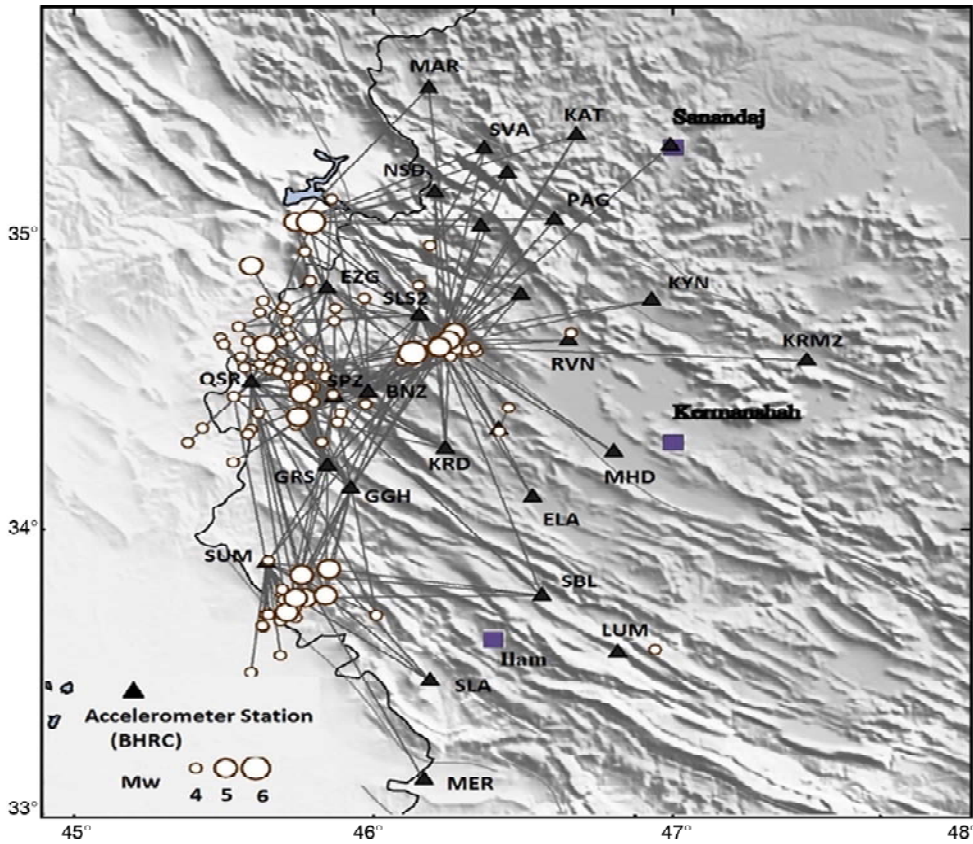 MAR
KAT
Sanandaj
SVA
NSD
PAG
35°
EZG
KYN
SLS2
KRM2
RVN
QSR
SPZ
BNZ
Kermanshah
KRD
GRS
MHD
GGH
ELA
34°
SUM
SBL
LUM
Ilam
SLA
Accelerometer Station
(BHRC)
Mw
4 5 6
MER
33°
45° 46° 47° 48°